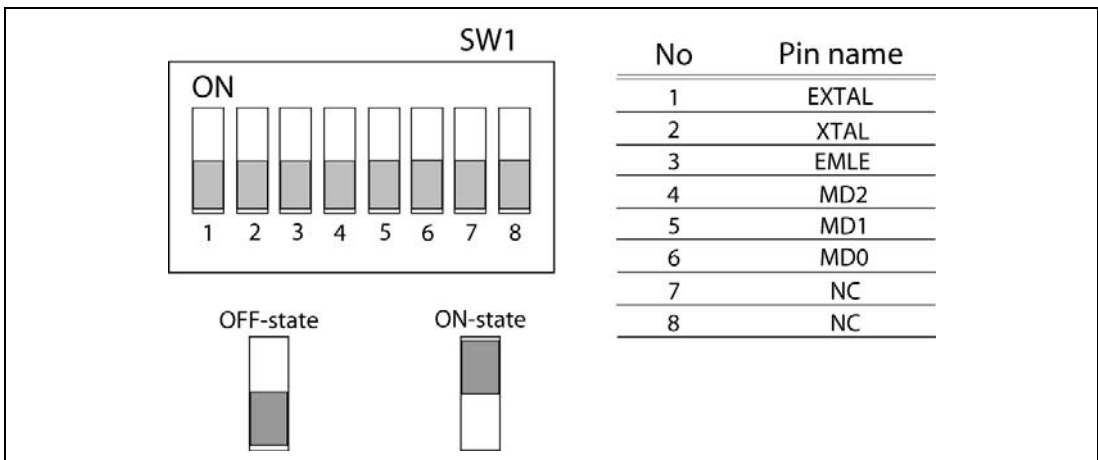 SW1
ON
1 2 3 4 5 6 7 8
OFF-state ON-state
No Pin name
1 EXTAL
2 XTAL
3 EMLE
4 MD2
5 MD1
6 MD0
7 NC
8 NC